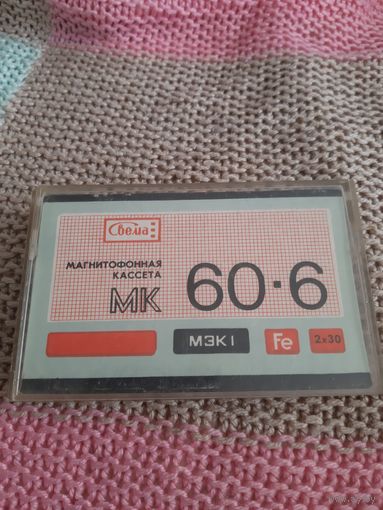 Свема
МАГНИТОФОННАЯ
КАССЕТА
МК 60·6
МЭК I Fe 2x30